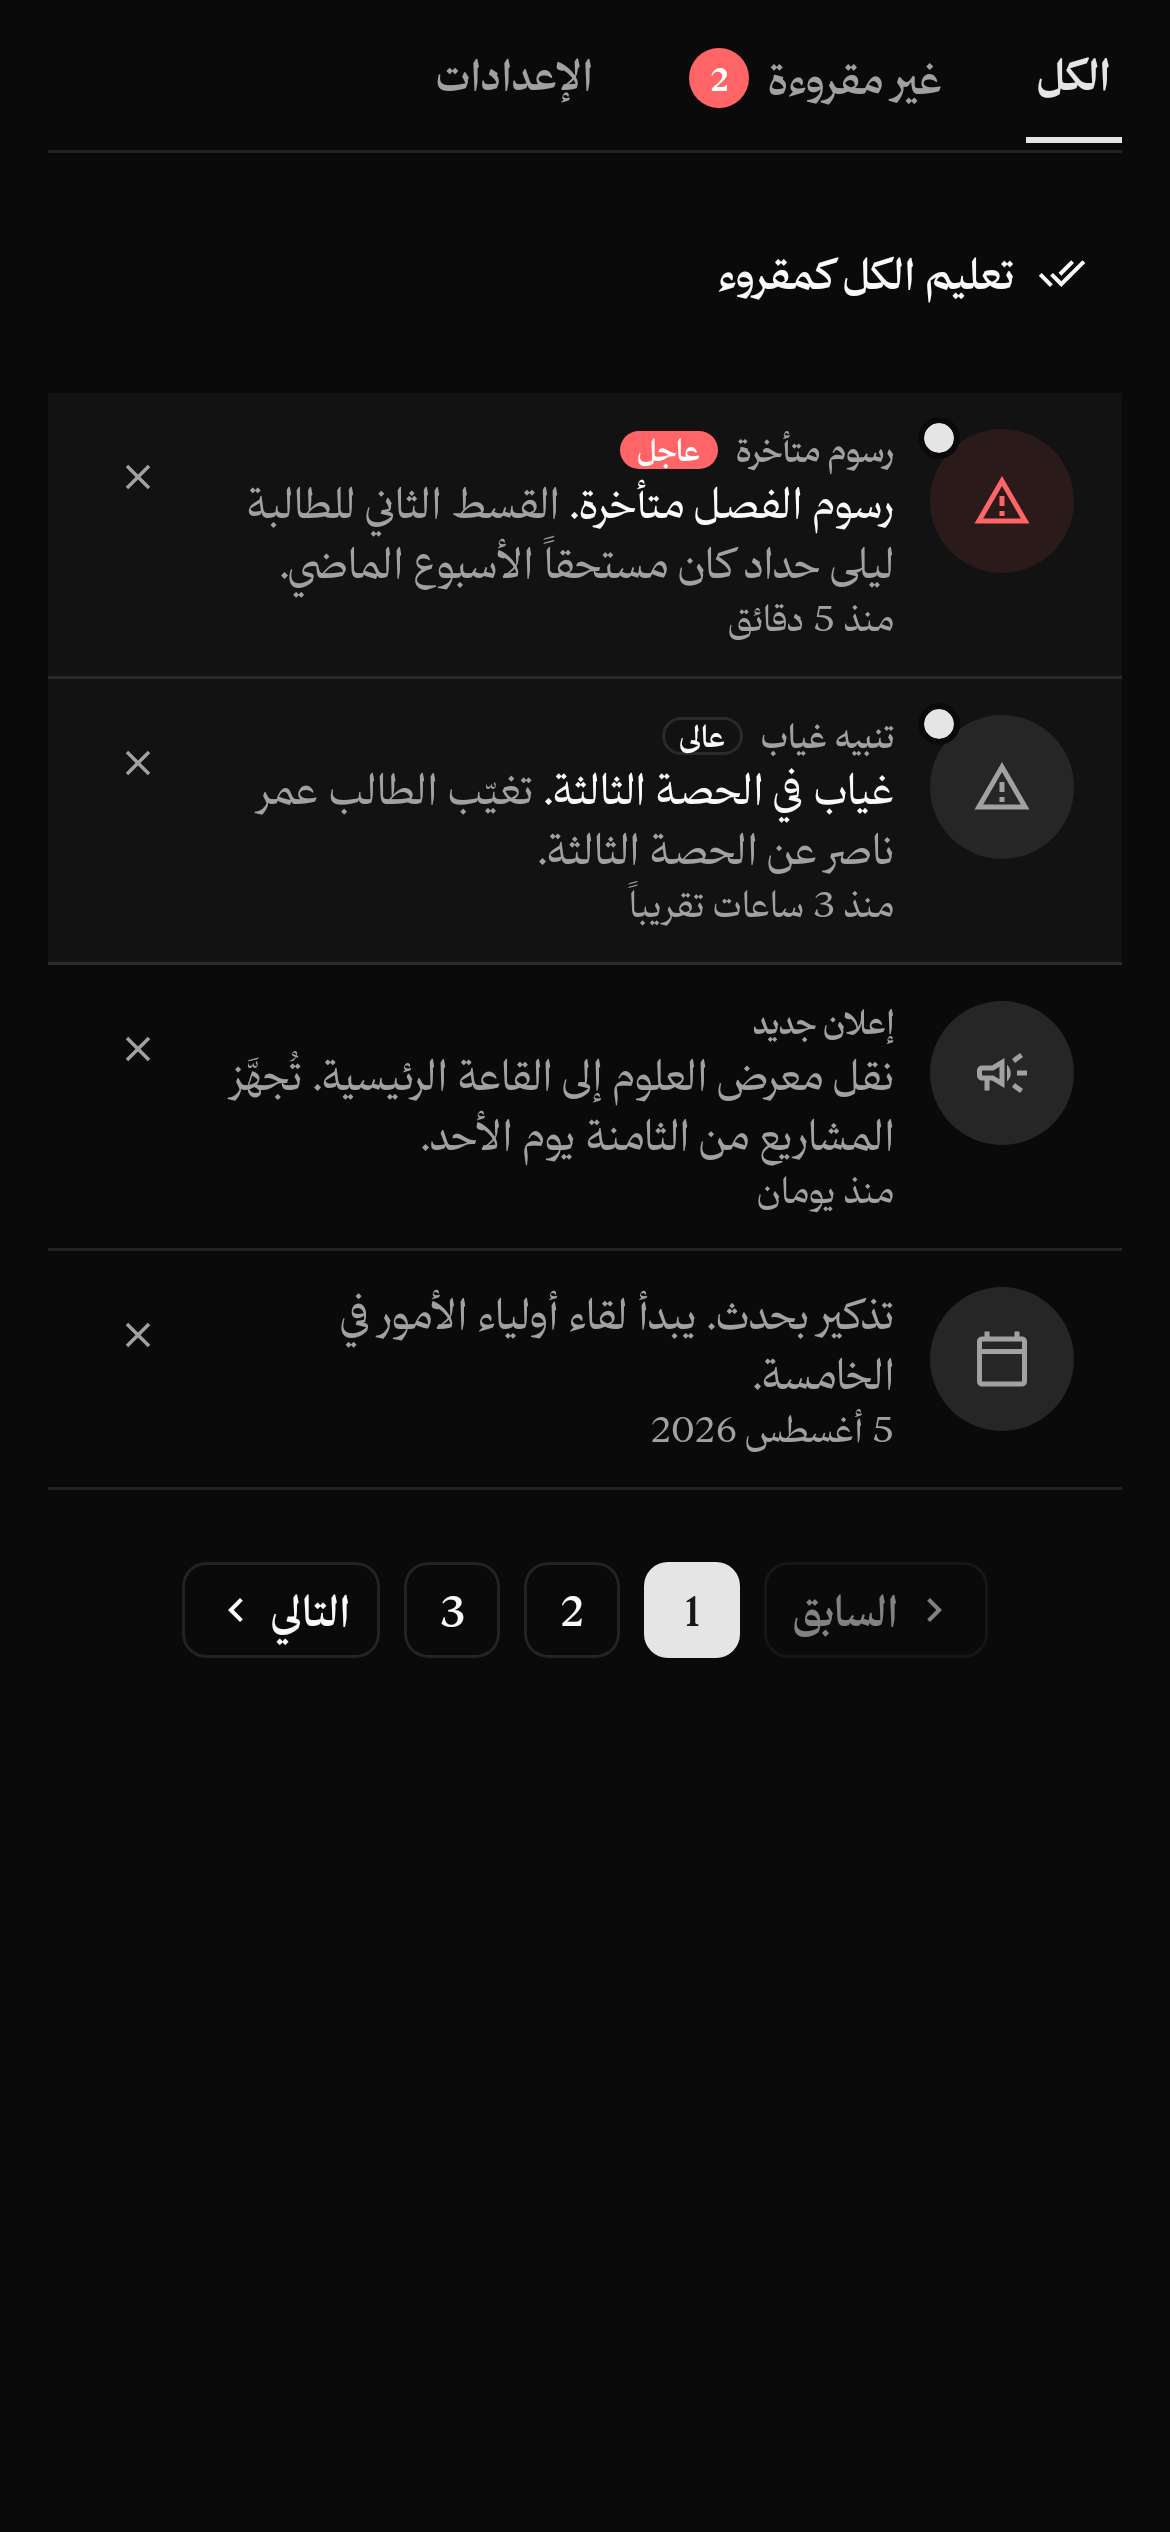 الكل
غير مقروءة 2
الإعدادات
تعليم الكل كمقروء
رسوم متأخرة عاجل
رسوم الفصل متأخرة. القسط الثاني للطالبة
ليلى حداد كان مستحقاً الأسبوع الماضي.
منذ 5 دقائق
تنبيه غياب عالى
غياب في الحصة الثالثة. تغيّب الطالب عمر
ناصر عن الحصة الثالثة.
منذ 3 ساعات تقريباً
إعلان جديد
نقل معرض العلوم إلى القاعة الرئيسية. تُجهَّز
المشاريع من الثامنة يوم الأحد.
منذ يومان
تذكير بحدث. يبدأ لقاء أولياء الأمور في
الخامسة.
5 أغسطس 2026
السابق 1 2 3 التالي